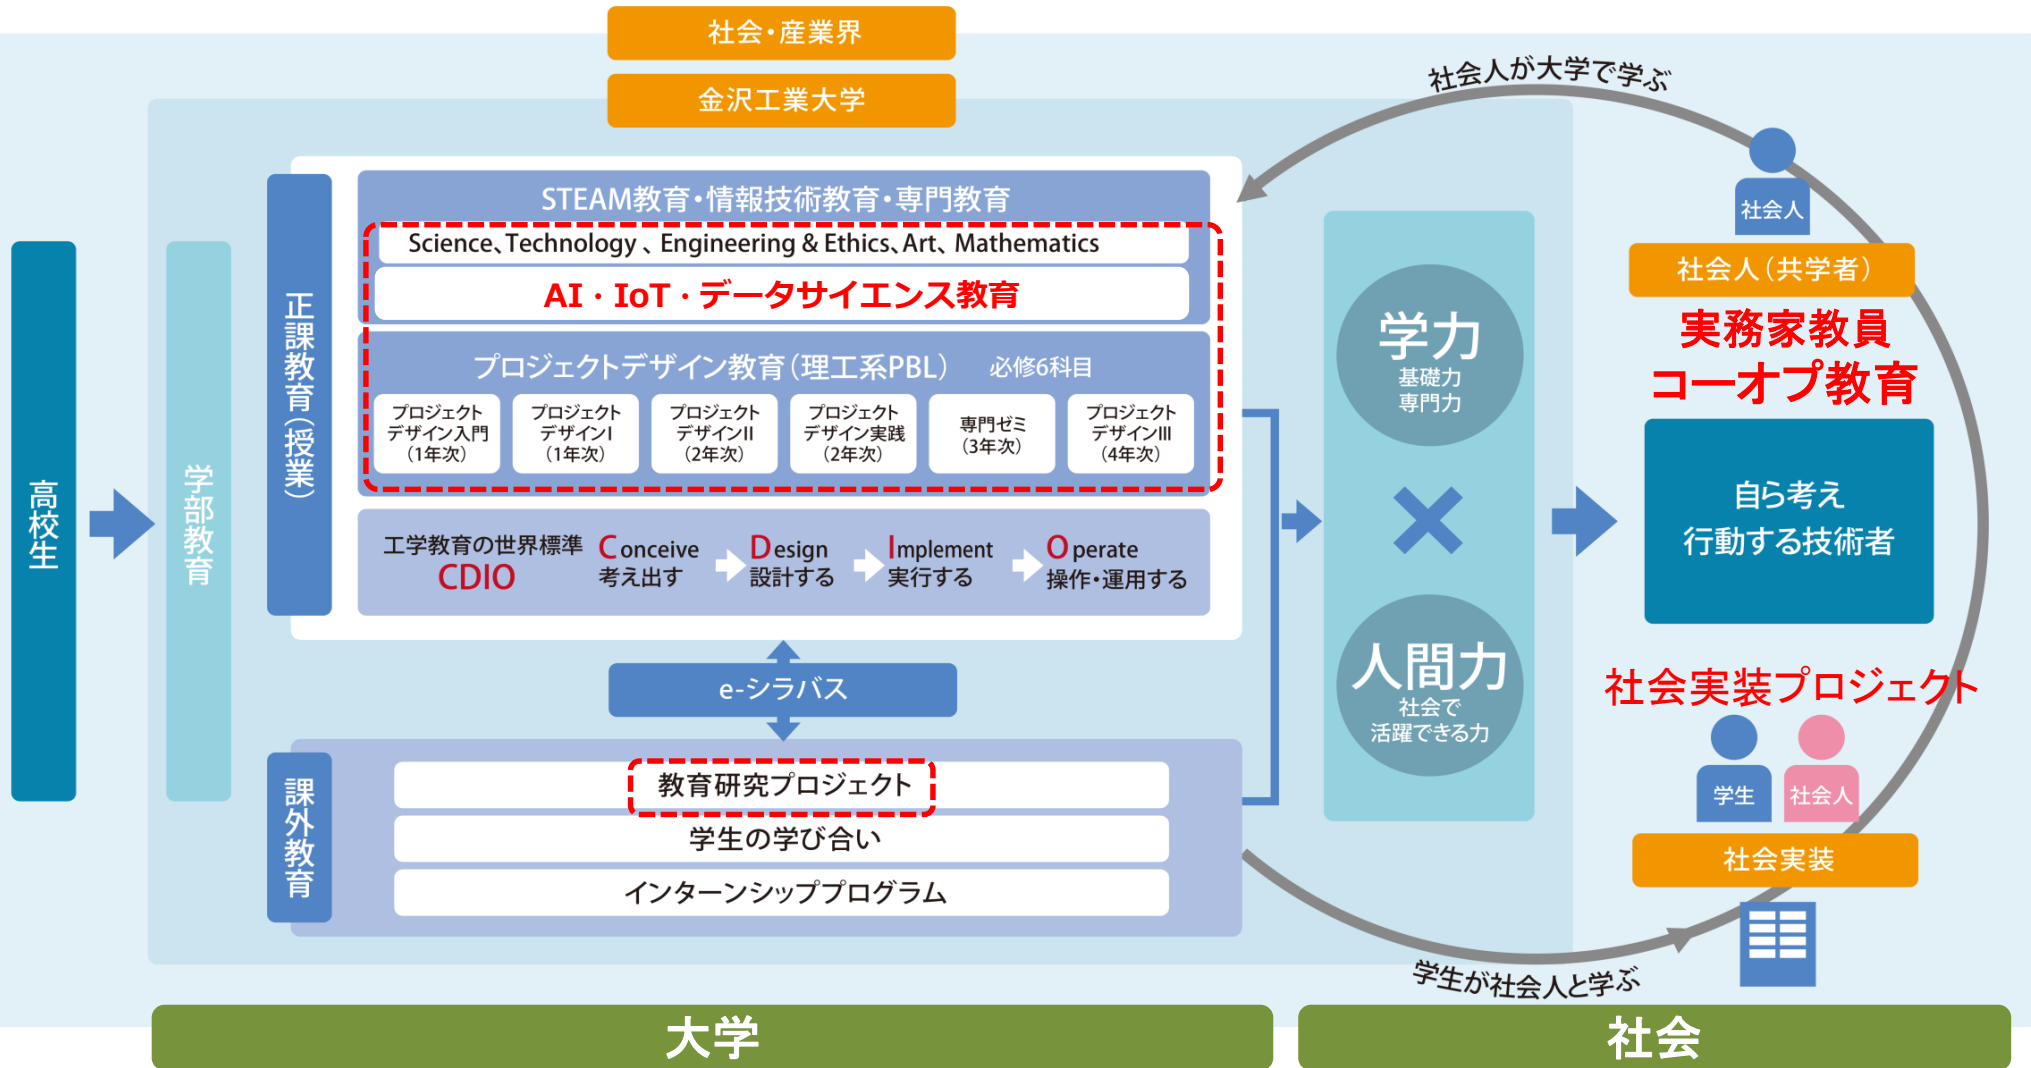 社会・産業界
金沢工業大学
社会人が大学で学ぶ
高校生
学部教育
正課教育（授業）
STEAM教育・情報技術教育・専門教育
Science、Technology 、Engineering & Ethics、Art、Mathematics
AI・IoT・データサイエンス教育
プロジェクトデザイン教育（理工系PBL） 必修6科目
プロジェクト
デザイン入門
（1年次）
プロジェクト
デザインI
（1年次）
プロジェクト
デザインII
（2年次）
プロジェクト
デザイン実践
（2年次）
専門ゼミ
（3年次）
プロジェクト
デザインIII
（4年次）
工学教育の世界標準
CDIO
Conceive
考え出す
Design
設計する
Implement
実行する
Operate
操作・運用する
e-シラバス
課外教育
教育研究プロジェクト
学生の学び合い
インターンシッププログラム
学力
基礎力
専門力
人間力
社会で
活躍できる力
社会人
社会人（共学者）
実務家教員
コーオプ教育
自ら考え
行動する技術者
社会実装プロジェクト
学生
社会人
社会実装
学生が社会人と学ぶ
大学
社会